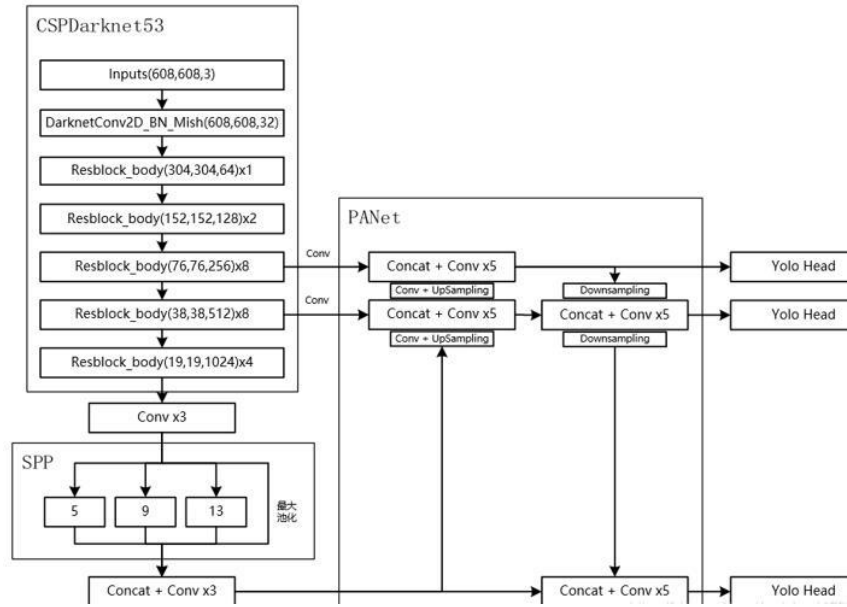 CSPDarknet53
Inputs(608,608,3)
DarknetConv2D_BN_Mish(608,608,32)
Resblock_body(304,304,64)x1
Resblock_body(152,152,128)x2
PANet
Resblock_body(76,76,256)x8
Conv
Concat + Conv x5
Yolo Head
Conv + UpSampling
Downsampling
Resblock_body(38,38,512)x8
Conv
Concat + Conv x5
Concat + Conv x5
Yolo Head
Conv + UpSampling
Downsampling
Resblock_body(19,19,1024)x4
Conv x3
SPP
5
9
13
最大
池化
Concat + Conv x3
Concat + Conv x5
Yolo Head